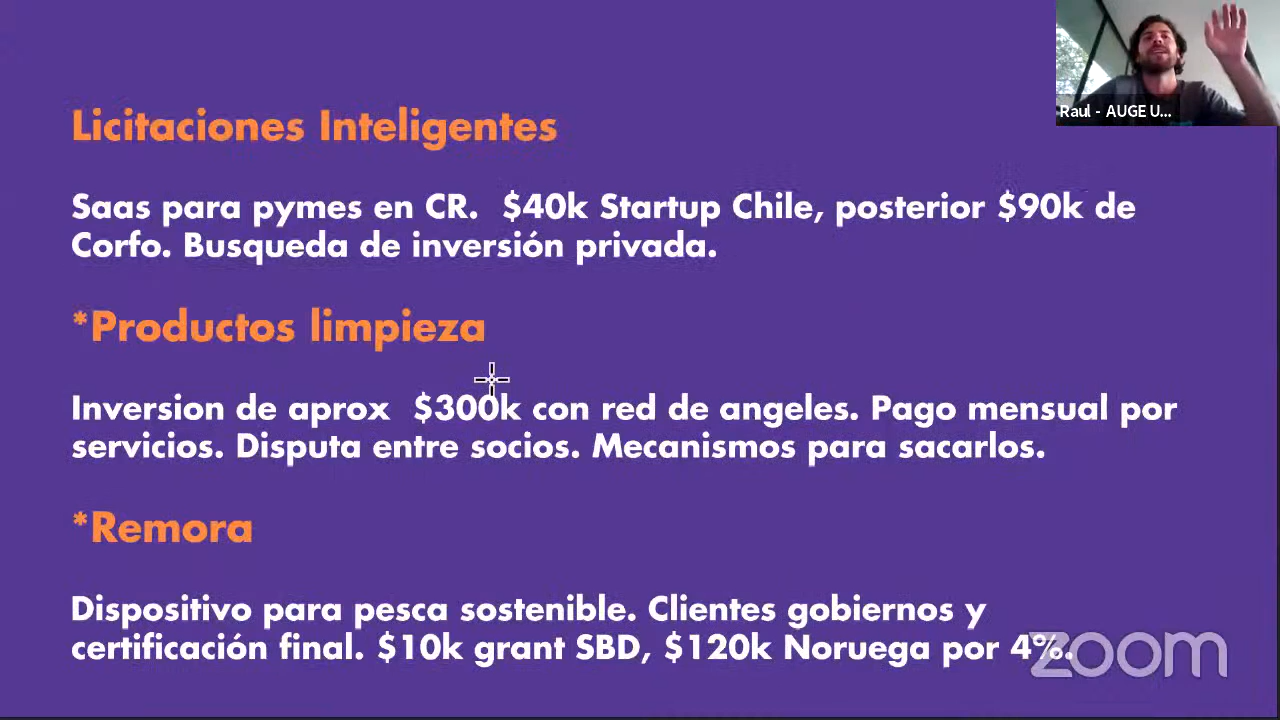 Raul - AUGE U...
Licitaciones Inteligentes
Saas para pymes en CR. $40k Startup Chile, posterior $90k de
Corfo. Busqueda de inversión privada.
*Productos limpieza
Inversion de aprox $300k con red de angeles. Pago mensual por
servicios. Disputa entre socios. Mecanismos para sacarlos.
*Remora
Dispositivo para pesca sostenible. Clientes gobiernos y
certificación final. $10k grant SBD, $120k Noruega por 4%.
zoom